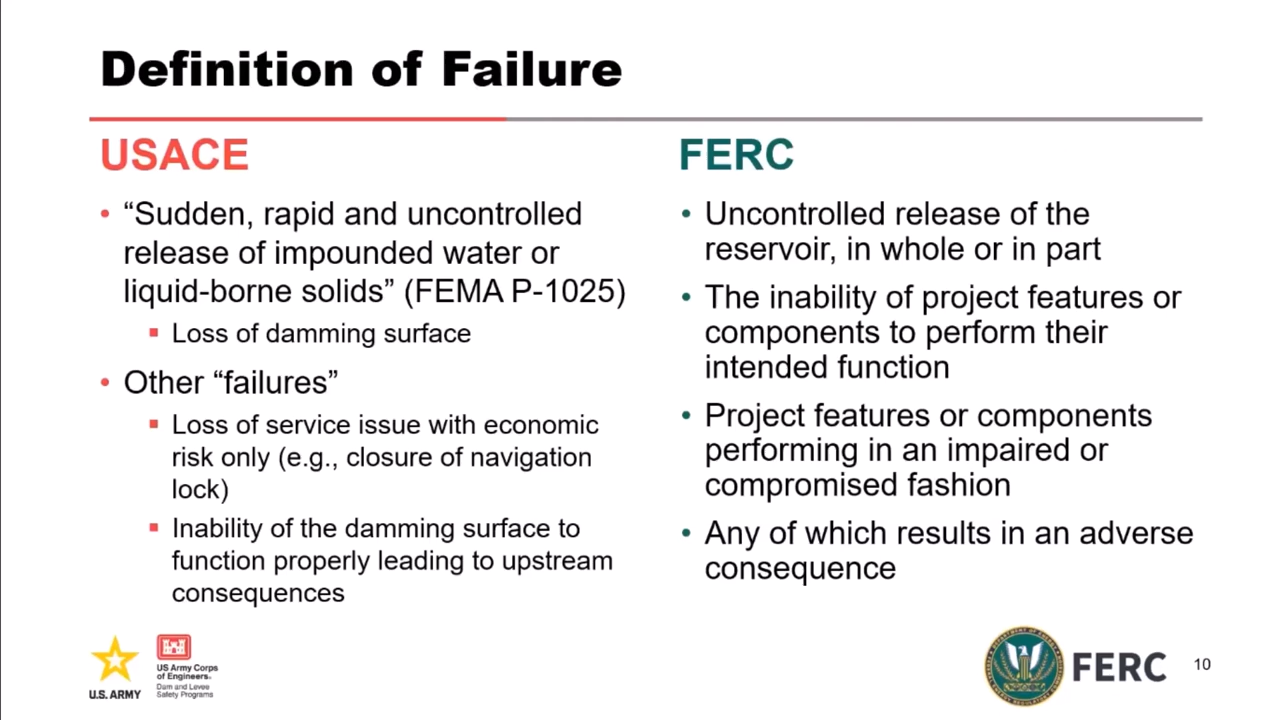 Definition of Failure
USACE
• “Sudden, rapid and uncontrolled
release of impounded water or
liquid-borne solids” (FEMA P-1025)
▪ Loss of damming surface
• Other “failures”
▪ Loss of service issue with economic
risk only (e.g., closure of navigation
lock)
▪ Inability of the damming surface to
function properly leading to upstream
consequences
FERC
• Uncontrolled release of the
reservoir, in whole or in part
• The inability of project features or
components to perform their
intended function
• Project features or components
performing in an impaired or
compromised fashion
• Any of which results in an adverse
consequence
U.S. ARMY
US Army Corps
of Engineers®
Dam and Levee
Safety Programs
FERC
10